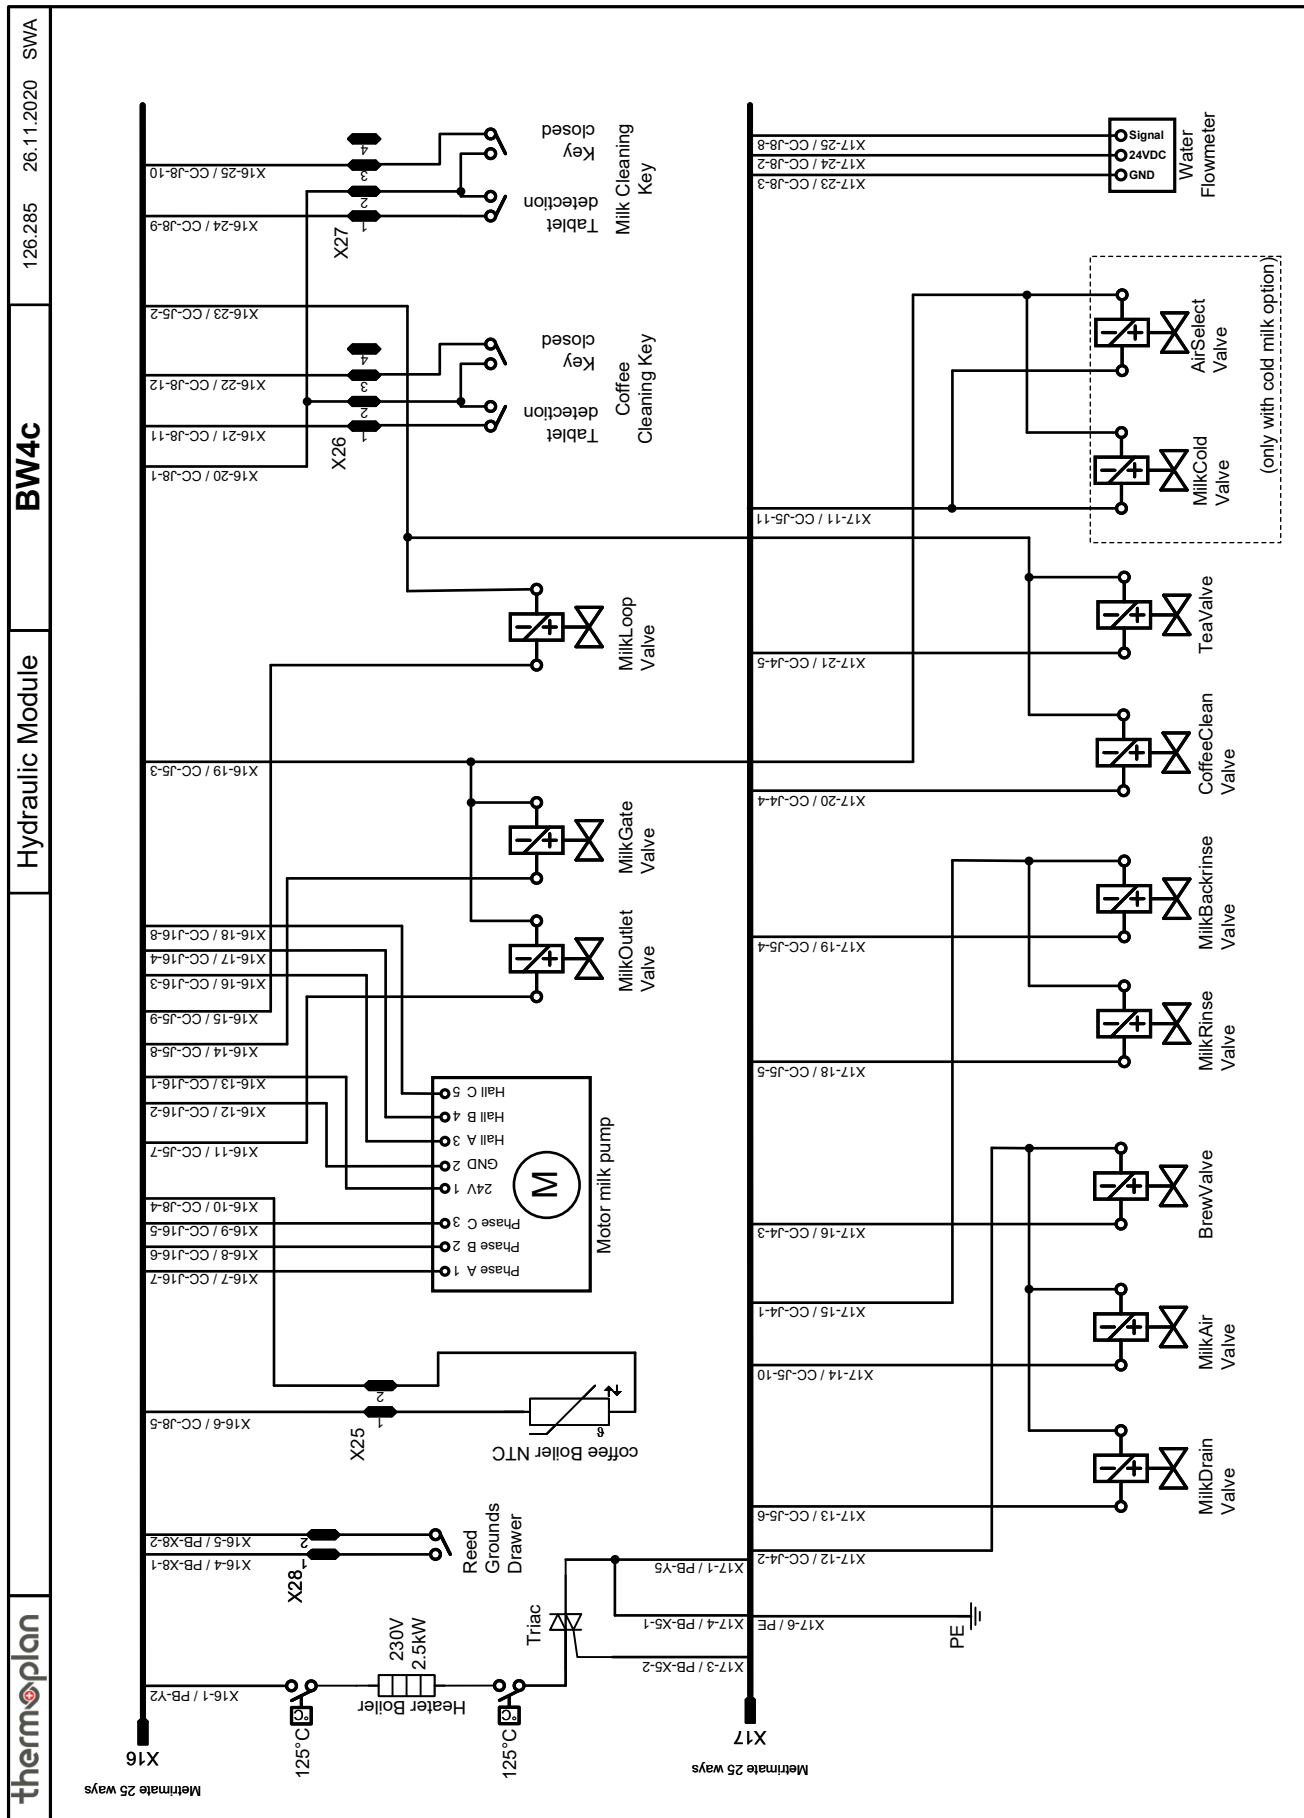 thermoplan
Hydraulic Module
BW4c
126.285
26.11.2020
SWA
X16
Metrimate 25 ways
X16-1 / PB-Y2
125°C
°C
Heater Boiler
230V
2.5kW
125°C
°C
Triac
X16-4 / PB-X8-1
X16-5 / PB-X8-2
X28
1
2
Reed
Grounds
Drawer
X16-6 / CC-J8-5
X25
1
2
coffee Boiler NTC
ϑ
X16-7 / CC-J16-7
X16-8 / CC-J16-6
X16-9 / CC-J16-5
X16-10 / CC-J8-4
X16-11 / CC-J5-7
X16-12 / CC-J16-2
X16-13 / CC-J16-1
X16-14 / CC-J5-8
X16-15 / CC-J5-9
X16-16 / CC-J16-3
X16-17 / CC-J16-4
X16-18 / CC-J16-8
Phase A 1
Phase B 2
Phase C 3
24V 1
GND 2
Hall A 3
Hall B 4
Hall C 5
M
Motor milk pump
MilkOutlet
Valve
MilkGate
Valve
X16-19 / CC-J5-3
MilkLoop
Valve
X16-20 / CC-J8-1
X16-21 / CC-J8-11
X16-22 / CC-J8-12
X16-23 / CC-J5-2
X26
1
2
3
4
Tablet
detection
Key
closed
Coffee
Cleaning Key
X16-24 / CC-J8-9
X16-25 / CC-J8-10
X27
1
2
3
4
Tablet
detection
Key
closed
Milk Cleaning
Key
X17
Metrimate 25 ways
X17-3 / PB-X5-2
X17-4 / PB-X5-1
X17-1 / PB-Y5
X17-6 / PE
PE
X17-12 / CC-J4-2
X17-13 / CC-J5-6
MilkDrain
Valve
X17-14 / CC-J5-10
MilkAir
Valve
X17-15 / CC-J4-1
X17-16 / CC-J4-3
BrewValve
X17-18 / CC-J5-5
MilkRinse
Valve
X17-19 / CC-J5-4
MilkBackrinse
Valve
X17-20 / CC-J4-4
CoffeeClean
Valve
X17-21 / CC-J4-5
TeaValve
X17-11 / CC-J5-11
MilkCold
Valve
AirSelect
Valve
(only with cold milk option)
X17-23 / CC-J8-3
X17-24 / CC-J8-2
X17-25 / CC-J8-8
Signal
24VDC
GND
Water
Flowmeter